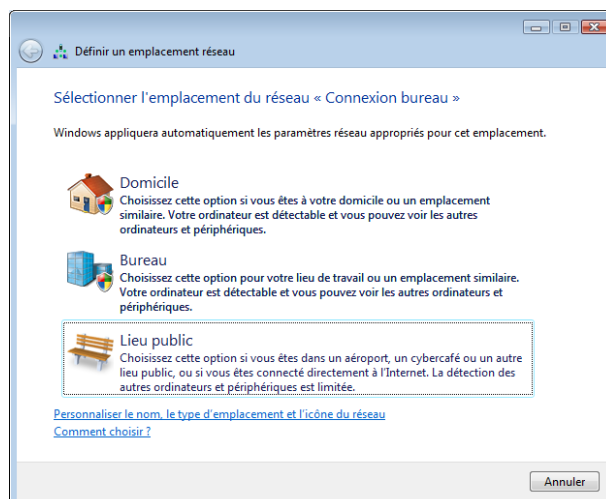 Définir un emplacement réseau
Sélectionner l'emplacement du réseau « Connexion bureau »
Windows appliquera automatiquement les paramètres réseau appropriés pour cet emplacement.
Domicile
Choisissez cette option si vous êtes à votre domicile ou un emplacement
similaire. Votre ordinateur est détectable et vous pouvez voir les autres
ordinateurs et périphériques.
Bureau
Choisissez cette option pour votre lieu de travail ou un emplacement similaire.
Votre ordinateur est détectable et vous pouvez voir les autres ordinateurs et
périphériques.
Lieu public
Choisissez cette option si vous êtes dans un aéroport, un cybercafé ou un autre
lieu public, ou si vous êtes connecté directement à l'Internet. La détection des
autres ordinateurs et périphériques est limitée.
Personnaliser le nom, le type d'emplacement et l'icône du réseau
Comment choisir ?
Annuler